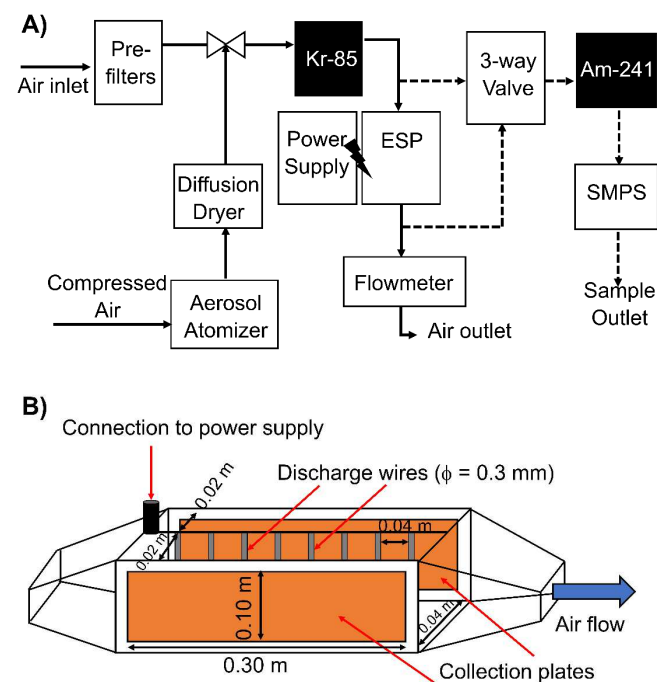 A)
Air inlet
Pre-
filters
Kr-85
3-way
Valve
Am-241
Power
Supply
ESP
Diffusion
Dryer
SMPS
Compressed
Air
Aerosol
Atomizer
Flowmeter
Sample
Outlet
Air outlet
B)
Connection to power supply
Discharge wires (ϕ = 0.3 mm)
0.02 m
0.02 m
0.04 m
0.10 m
0.04 m
Air flow
0.30 m
Collection plates